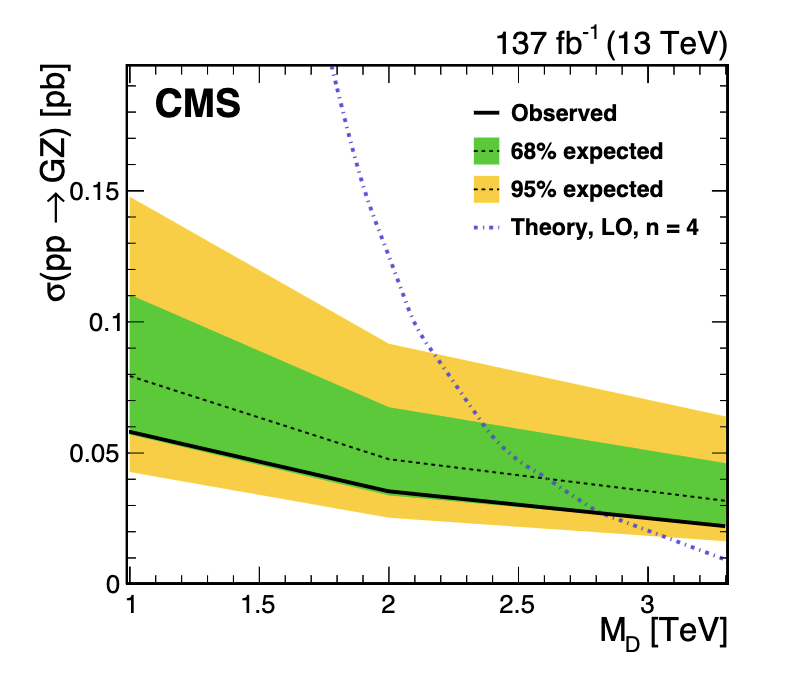 137 fb⁻¹ (13 TeV)
CMS
Observed
68% expected
95% expected
Theory, LO, n = 4
σ(pp → GZ) [pb]
0.15
0.1
0.05
0
1 1.5 2 2.5 3
M_D [TeV]